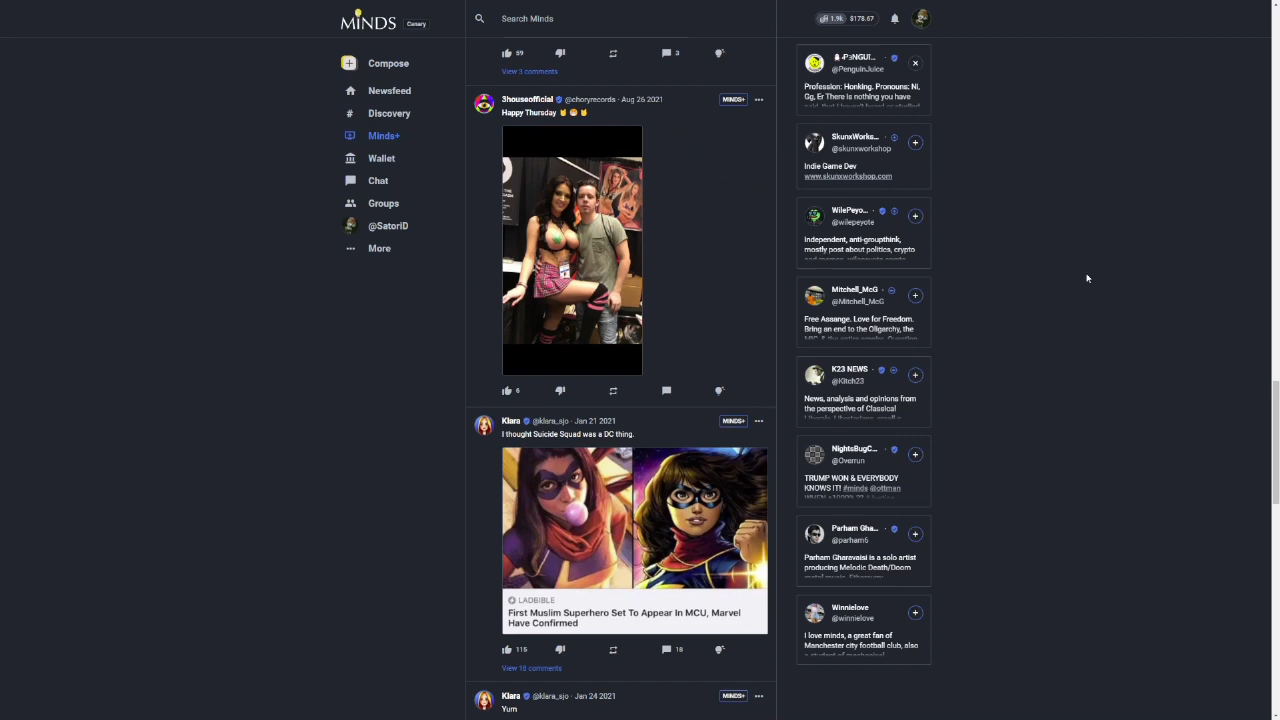 MINDS
Canary
Search Minds
1.9k $178.67
Compose
Newsfeed
Discovery
Minds+
Wallet
Chat
Groups
@SatoriD
More
59
3
View 3 comments
3houseofficial @choryrecords · Aug 26 2021
MINDS+
Happy Thursday 🤘 😁 🤘
6
Klara @klara_sjo · Jan 21 2021
MINDS+
I thought Suicide Squad was a DC thing.
LADBIBLE
First Muslim Superhero Set To Appear In MCU, Marvel
Have Confirmed
115
18
View 18 comments
Klara @klara_sjo · Jan 24 2021
MINDS+
Yum
@PenguinJuice
Profession: Honking. Pronouns: Ni,
Gg, Er There is nothing you have
SkunxWorks... ·
@skunxworkshop
Indie Game Dev
www.skunxworkshop.com
WilePeyo... ·
@wilepeyote
Independent, anti-groupthink,
mostly post about politics, crypto
Mitchell_McG ·
@Mitchell_McG
Free Assange. Love for Freedom.
Bring an end to the Oligarchy, the
K23 NEWS ·
@Kitch23
News, analysis and opinions from
the perspective of Classical
NightsBugC... ·
@Overrun
TRUMP WON & EVERYBODY
KNOWS IT! #minds @ottman
Parham Gha... ·
@parham6
Parham Gharavaisi is a solo artist
producing Melodic Death/Doom
Winnielove
@winnielove
I love minds, a great fan of
Manchester city football club, also